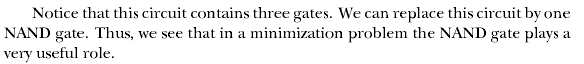 Notice that this circuit contains three gates. We can replace this circuit by one
NAND gate. Thus, we see that in a minimization problem the NAND gate plays a
very useful role.